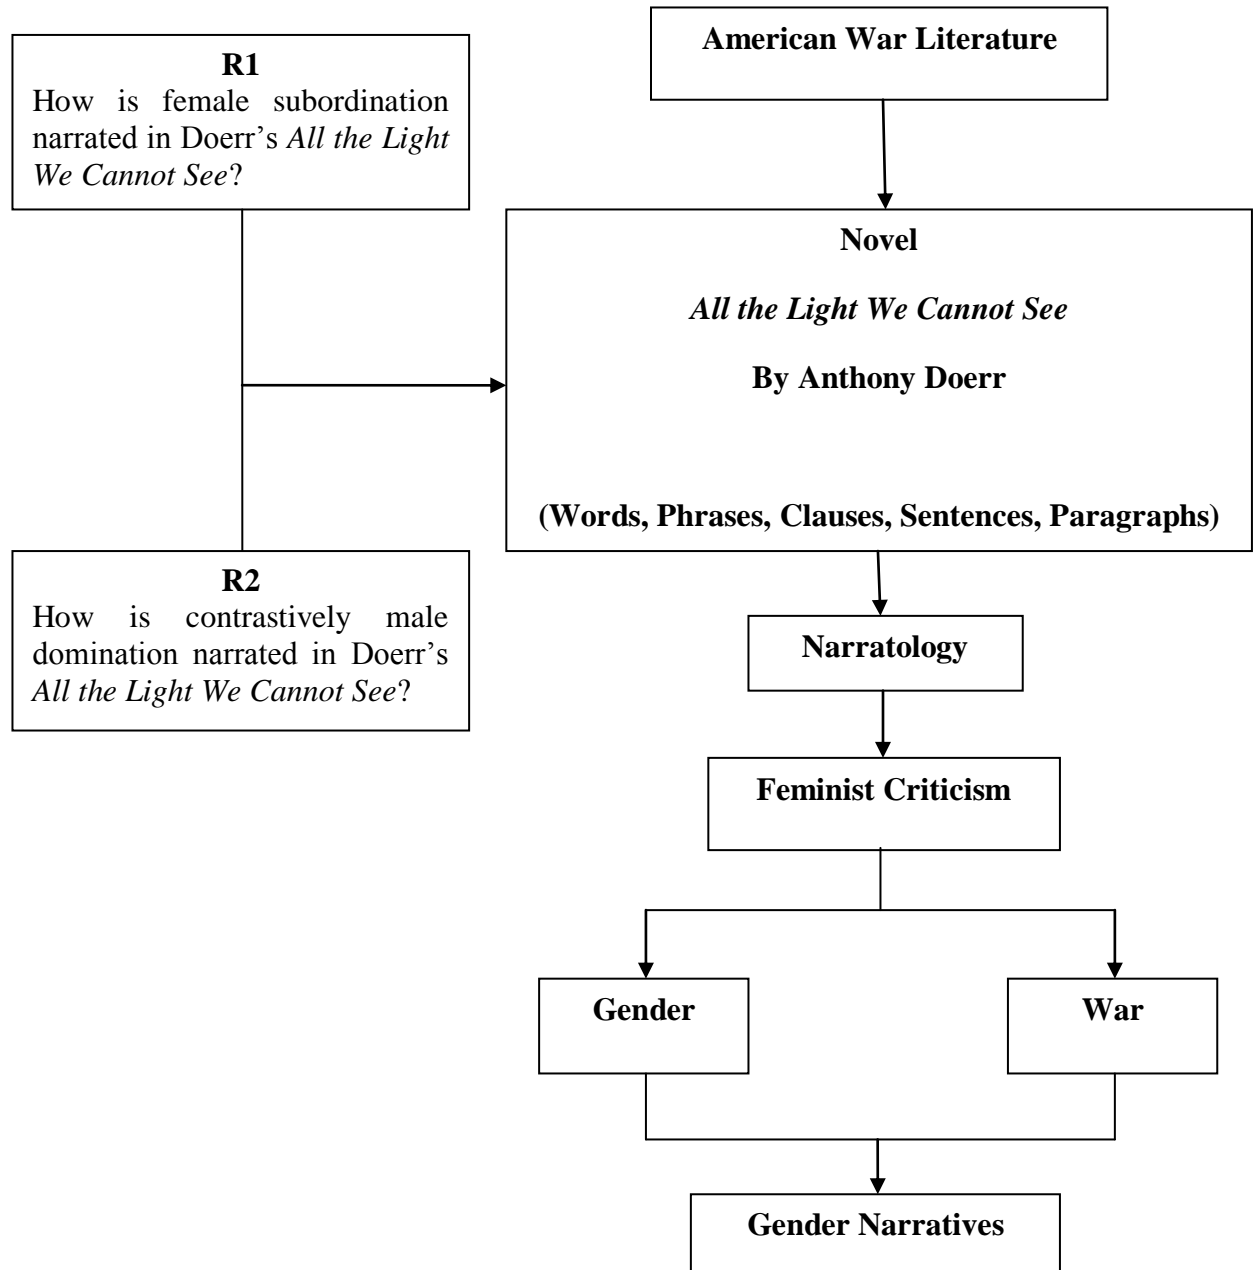 American War Literature
R1
How is female subordination
narrated in Doerr’s All the Light
We Cannot See?
Novel
All the Light We Cannot See
By Anthony Doerr
(Words, Phrases, Clauses, Sentences, Paragraphs)
R2
How is contrastively male
domination narrated in Doerr’s
All the Light We Cannot See?
Narratology
Feminist Criticism
Gender
War
Gender Narratives